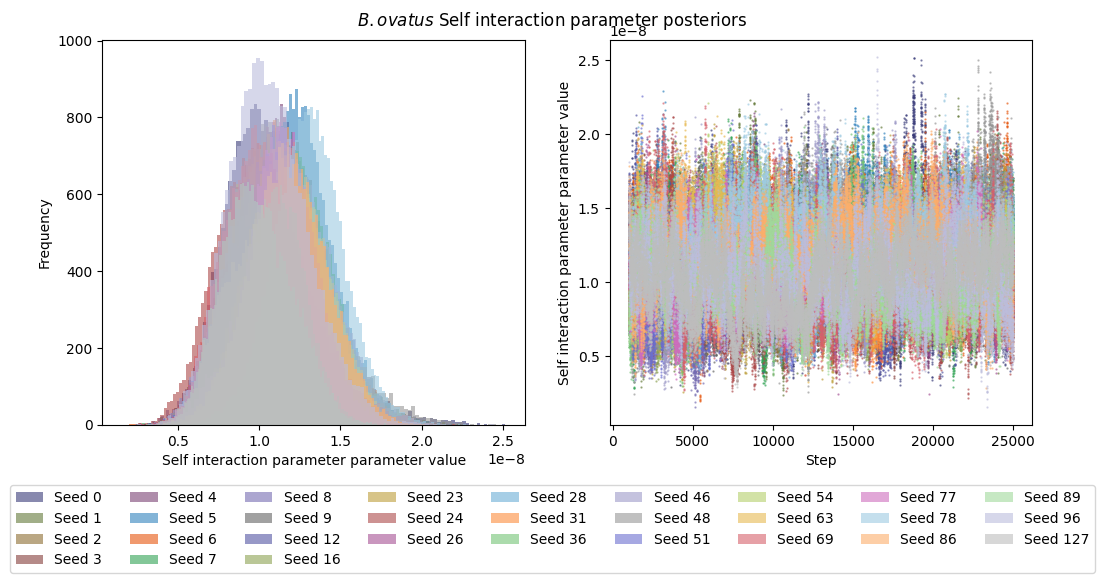 B.ovatus Self interaction parameter posteriors
1000
800
600
400
200
0
Frequency
0.5 1.0 1.5 2.0 2.5
1e−8
Self interaction parameter parameter value
1e−8
2.5
2.0
1.5
1.0
0.5
Self interaction parameter value
0 5000 10000 15000 20000 25000
Step
Seed 0 Seed 4 Seed 8 Seed 23 Seed 28 Seed 46 Seed 54 Seed 77 Seed 89
Seed 1 Seed 5 Seed 9 Seed 24 Seed 31 Seed 48 Seed 63 Seed 78 Seed 96
Seed 2 Seed 6 Seed 12 Seed 26 Seed 36 Seed 51 Seed 69 Seed 86 Seed 127
Seed 3 Seed 7 Seed 16